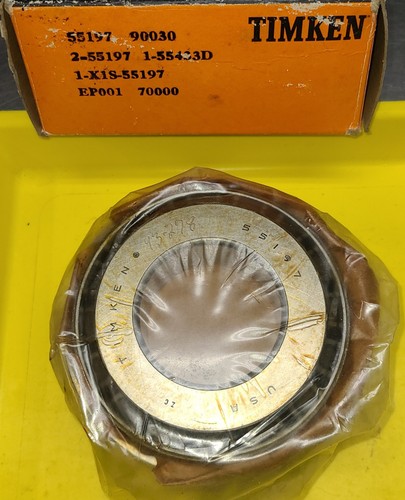 TIMKEN
55197 90030
2-55197 1-55433D
1-X1S-55197
EP001 70000
TIMKEN
55197
USA